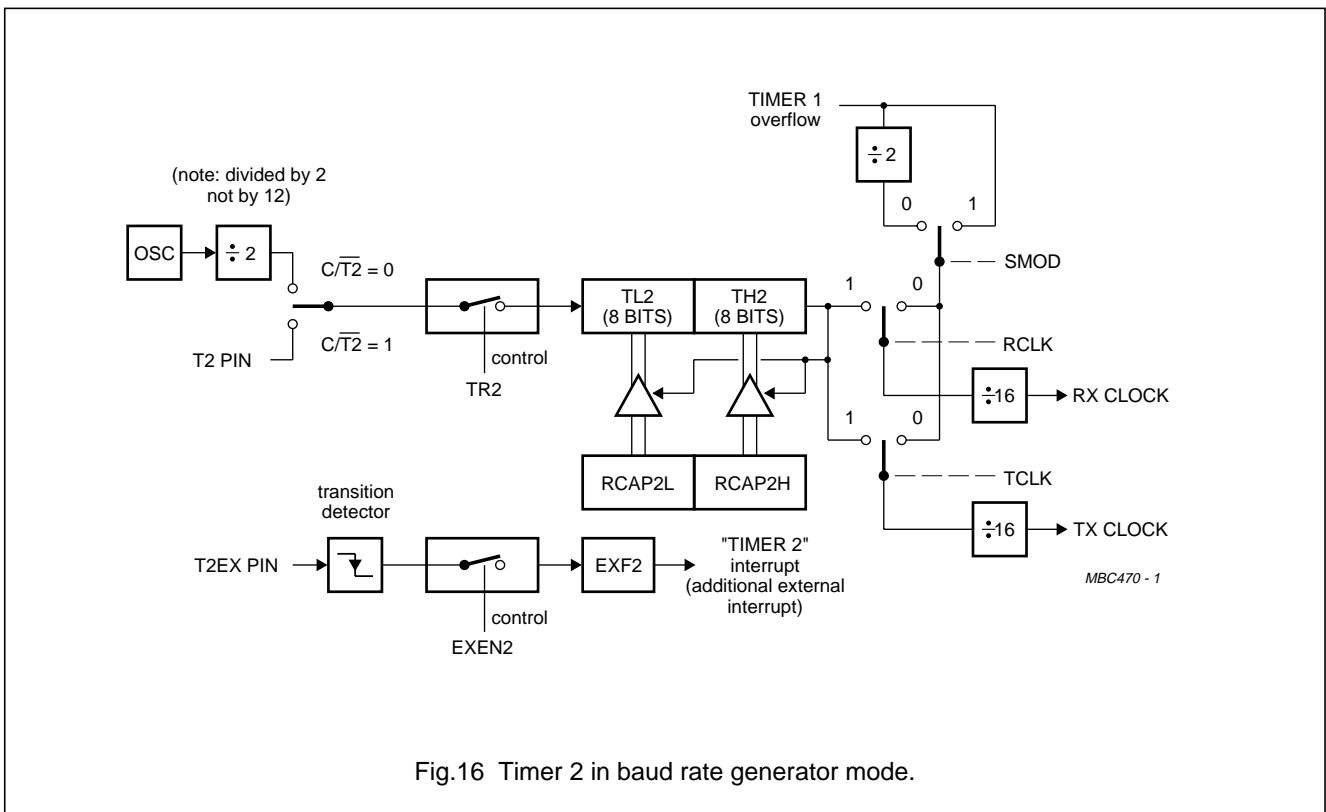 TIMER 1
overflow
÷ 2
(note: divided by 2
not by 12)
0 1
OSC
÷ 2
C/T̅2̅ = 0
SMOD
TL2
(8 BITS)
TH2
(8 BITS)
1 0
C/T̅2̅ = 1
T2 PIN
control
TR2
RCLK
÷16
RX CLOCK
1 0
RCAP2L
RCAP2H
TCLK
transition
detector
÷16
TX CLOCK
T2EX PIN
EXF2
"TIMER 2"
interrupt
(additional external
interrupt)
MBC470 - 1
control
EXEN2
Fig.16 Timer 2 in baud rate generator mode.